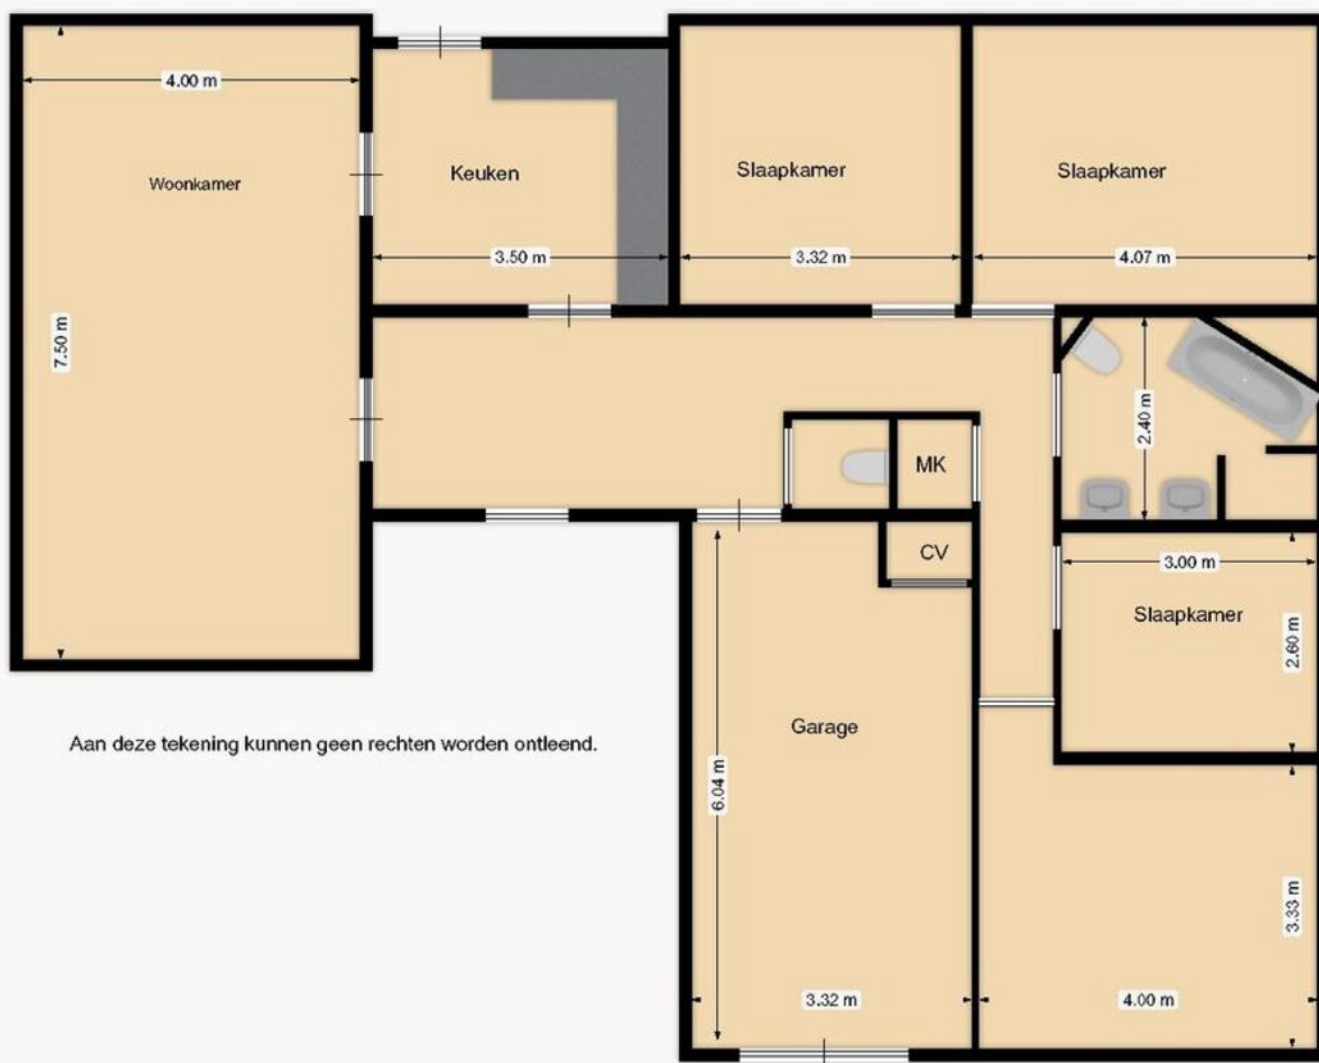 4.00 m
Woonkamer
Keuken
Slaapkamer
Slaapkamer
3.50 m
3.32 m
4.07 m
7.50 m
2.40 m
MK
CV
3.00 m
Slaapkamer
2.60 m
Garage
Aan deze tekening kunnen geen rechten worden ontleend.
6.04 m
3.33 m
3.32 m
4.00 m